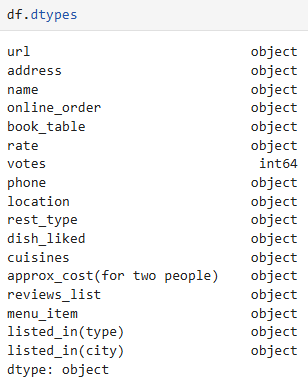 df.dtypes
url object
address object
name object
online_order object
book_table object
rate object
votes int64
phone object
location object
rest_type object
dish_liked object
cuisines object
approx_cost(for two people) object
reviews_list object
menu_item object
listed_in(type) object
listed_in(city) object
dtype: object